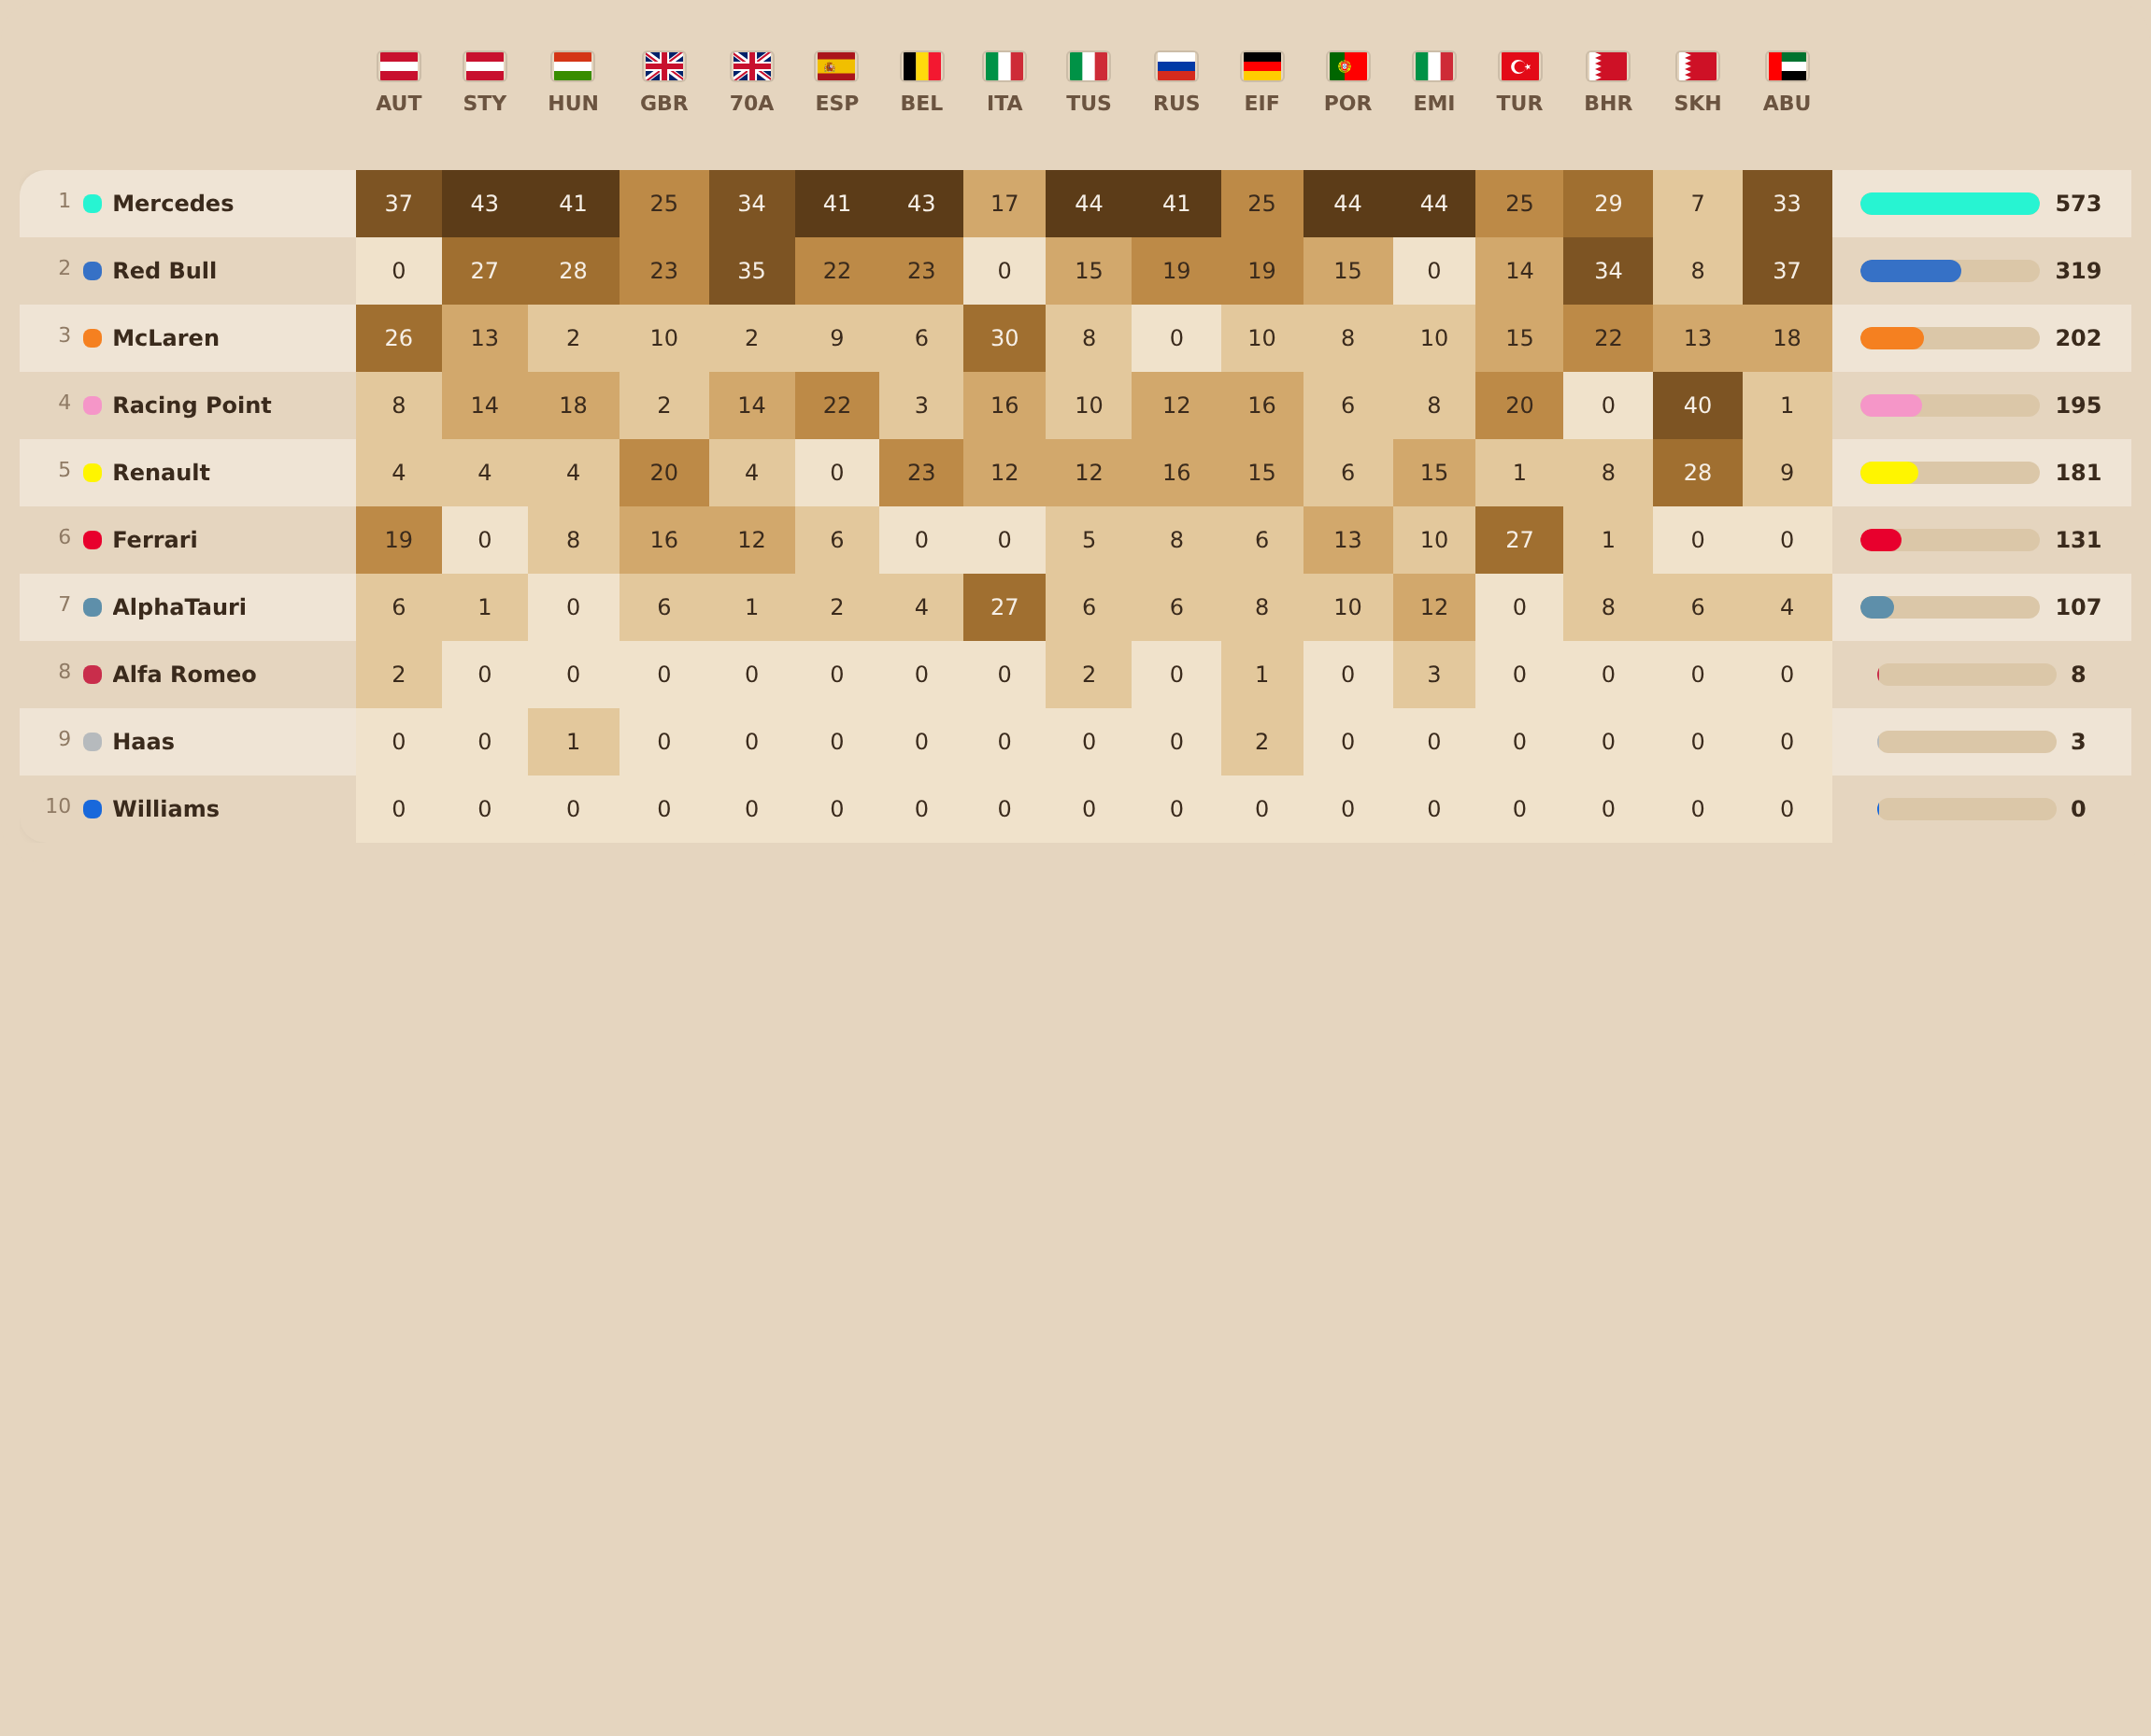 AUT STY HUN GBR 70A ESP BEL ITA TUS RUS EIF POR EMI TUR BHR SKH ABU
1 Mercedes 37 43 41 25 34 41 43 17 44 41 25 44 44 25 29 7 33 573
2 Red Bull 0 27 28 23 35 22 23 0 15 19 19 15 0 14 34 8 37 319
3 McLaren 26 13 2 10 2 9 6 30 8 0 10 8 10 15 22 13 18 202
4 Racing Point 8 14 18 2 14 22 3 16 10 12 16 6 8 20 0 40 1 195
5 Renault 4 4 4 20 4 0 23 12 12 16 15 6 15 1 8 28 9 181
6 Ferrari 19 0 8 16 12 6 0 0 5 8 6 13 10 27 1 0 0 131
7 AlphaTauri 6 1 0 6 1 2 4 27 6 6 8 10 12 0 8 6 4 107
8 Alfa Romeo 2 0 0 0 0 0 0 0 2 0 1 0 3 0 0 0 0 8
9 Haas 0 0 1 0 0 0 0 0 0 0 2 0 0 0 0 0 0 3
10 Williams 0 0 0 0 0 0 0 0 0 0 0 0 0 0 0 0 0 0